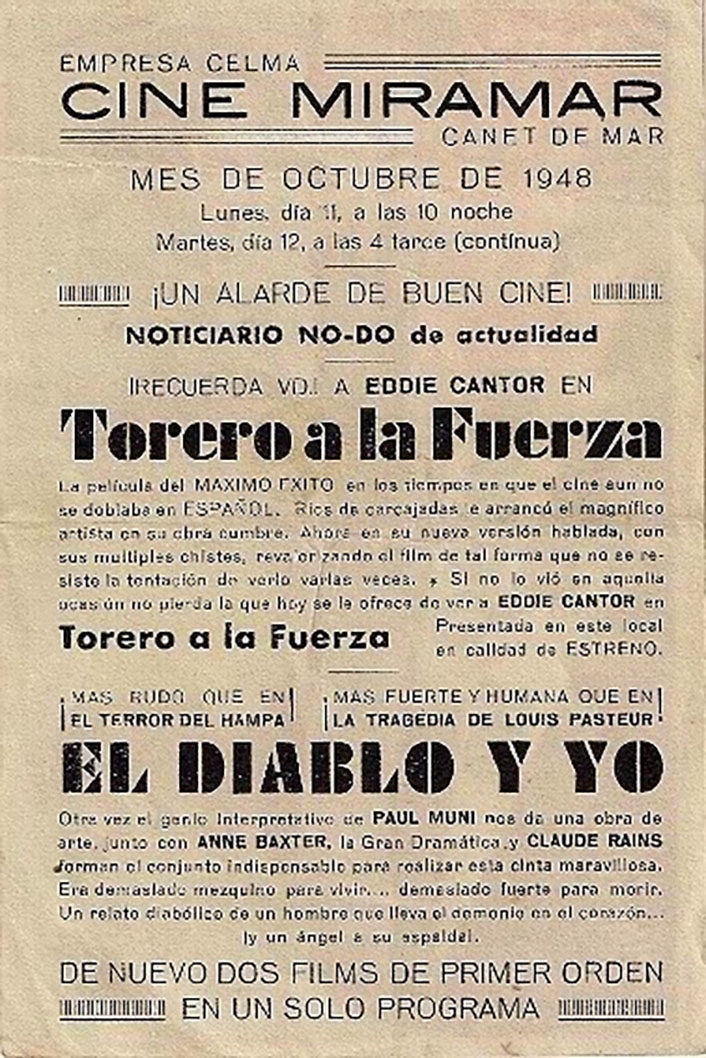 EMPRESA CELMA
CINE MIRAMAR
CANET DE MAR
MES DE OCTUBRE DE 1948
Lunes, día 11, a las 10 noche
Martes, día 12, a las 4 tarde (contínua)
¡UN ALARDE DE BUEN CINE!
NOTICIARIO NO-DO de actualidad
¡RECUERDA VD.! A EDDIE CANTOR EN
Torero a la Fuerza
La película del MAXIMO EXITO en los tiempos en que el cine aun no
se doblaba en ESPAÑOL. Rios de carcajadas le arrancó el magnífico
artista en su obra cumbre. Ahora en su nueva versión hablada, con
sus multiples chistes, revalorizando el film de tal forma que no se re-
siste la tentación de verlo varias veces. * Si no lo vió en aquella
ocasión no pierda la que hoy se le ofrece de ver a EDDIE CANTOR en
Torero a la Fuerza
Presentada en este local
en calidad de ESTRENO.
¡MAS RUDO QUE EN
EL TERROR DEL HAMPA!
¡MAS FUERTE Y HUMANA QUE EN
LA TRAGEDIA DE LOUIS PASTEUR!
EL DIABLO Y YO
Otra vez el genio interpretativo de PAUL MUNI nos da una obra de
arte, junto con ANNE BAXTER, la Gran Dramática, y CLAUDE RAINS
forman el conjunto indispensable para realizar esta cinta maravillosa.
Era demasiado mezquino para vivir.... demasiado fuerte para morir.
Un relato diabólico de un hombre que lleva el demonio en el corazón...
¡y un ángel a su espalda!.
DE NUEVO DOS FILMS DE PRIMER ORDEN
EN UN SOLO PROGRAMA